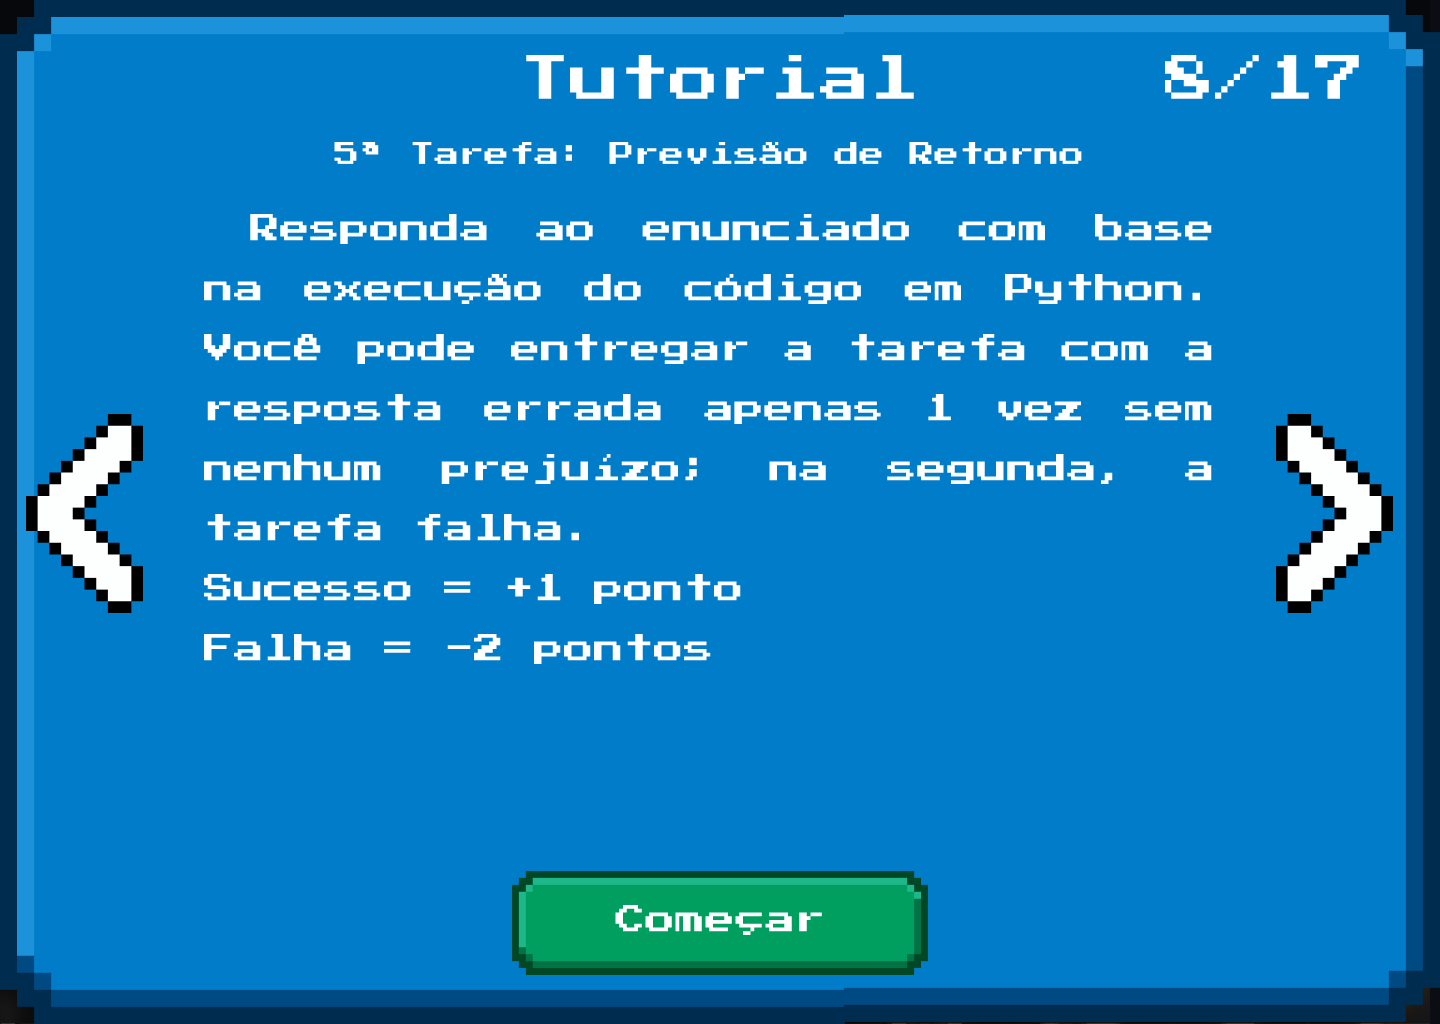 Tutorial 8/17
5ª Tarefa: Previsão de Retorno
Responda ao enunciado com base
na execução do código em Python.
Você pode entregar a tarefa com a
resposta errada apenas 1 vez sem
nenhum prejuízo; na segunda, a
tarefa falha.
Sucesso = +1 ponto
Falha = -2 pontos
Começar